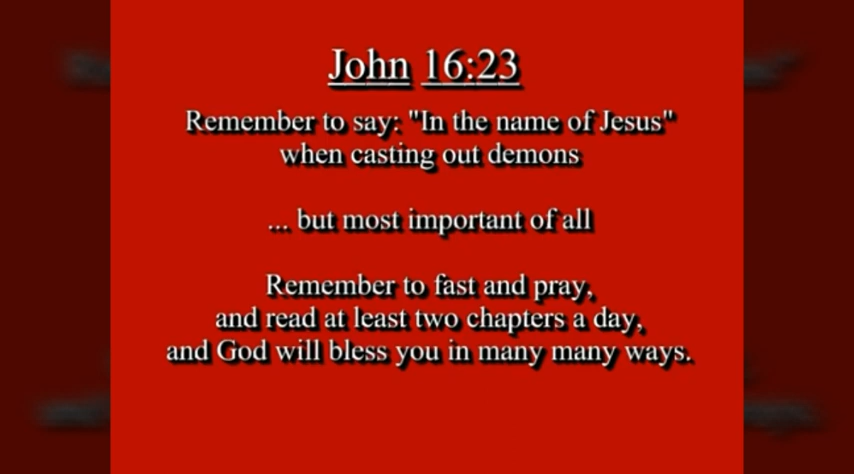 John 16:23
Remember to say: "In the name of Jesus"
when casting out demons
... but most important of all
Remember to fast and pray,
and read at least two chapters a day,
and God will bless you in many many ways.